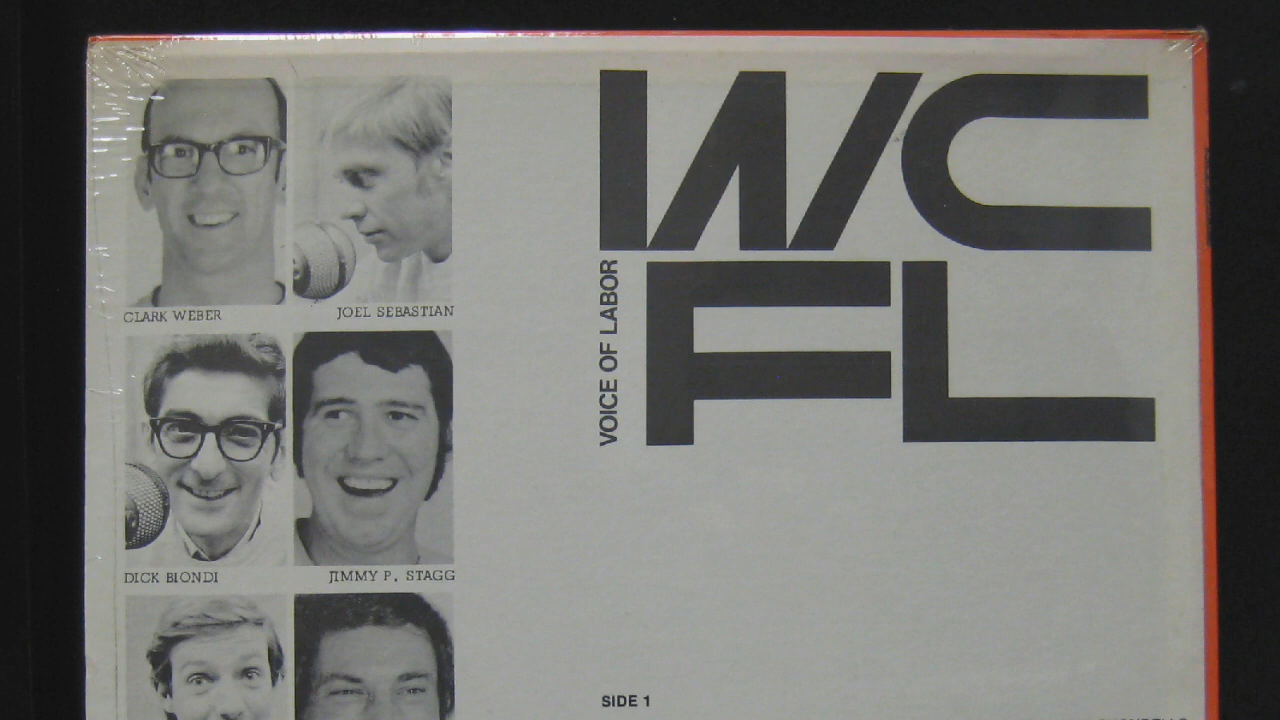 WC
FL
VOICE OF LABOR
CLARK WEBER
JOEL SEBASTIAN
DICK BIONDI
JIMMY P. STAGG
SIDE 1